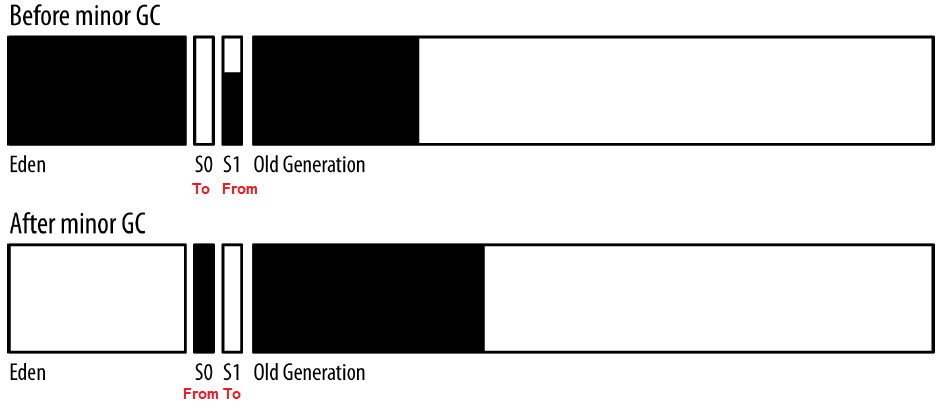 Before minor GC
Eden S0 S1 Old Generation
To From
After minor GC
Eden S0 S1 Old Generation
From To